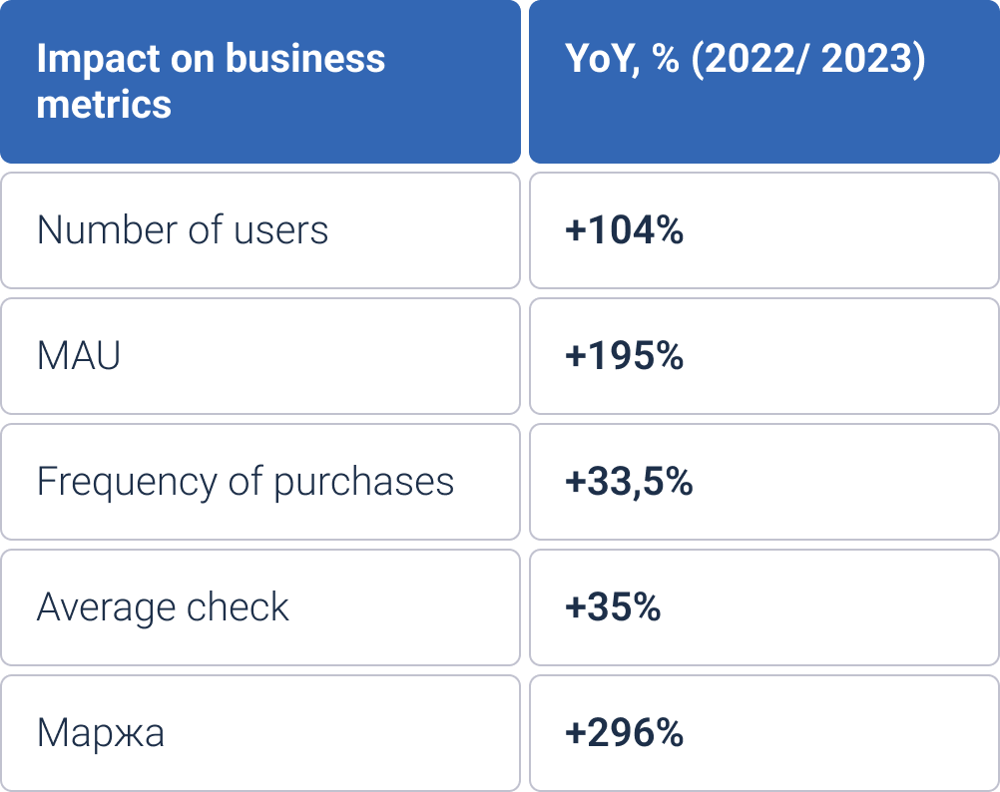 Impact on business
metrics
YoY, % (2022/ 2023)
Number of users
+104%
MAU
+195%
Frequency of purchases
+33,5%
Average check
+35%
Маржа
+296%